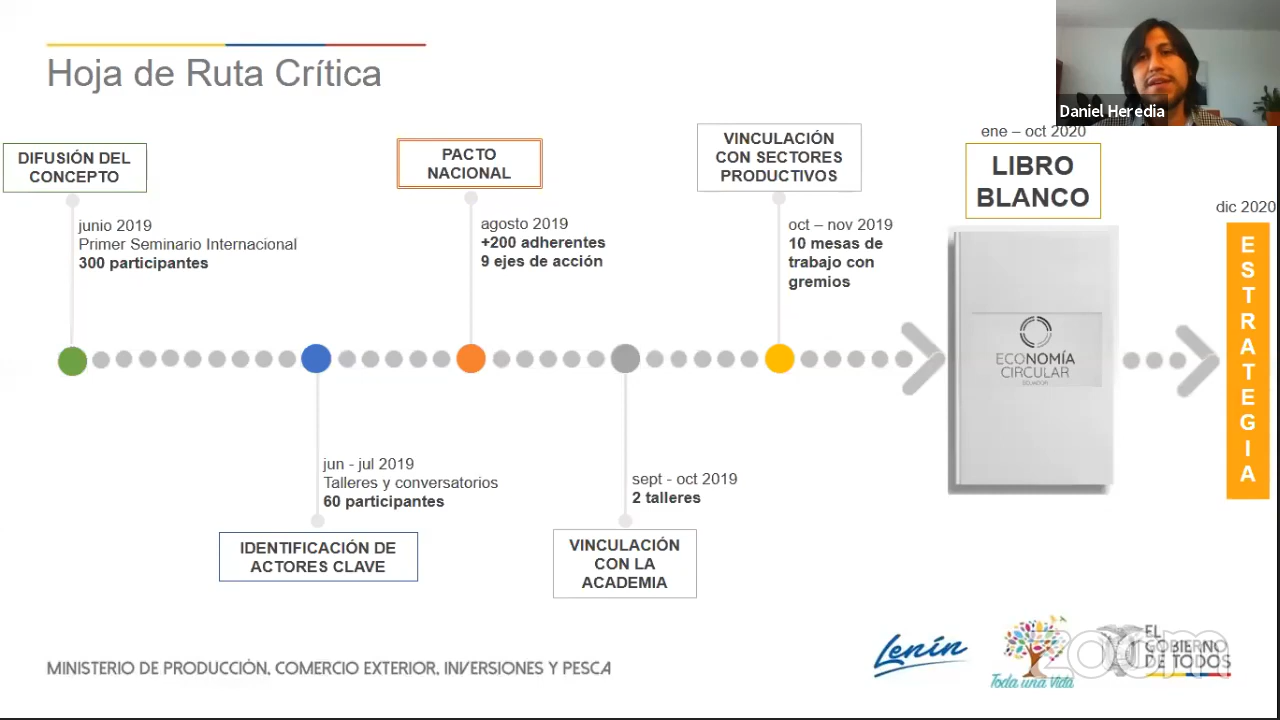 Hoja de Ruta Crítica
Daniel Heredia
DIFUSIÓN DEL
CONCEPTO
junio 2019
Primer Seminario Internacional
300 participantes
jun - jul 2019
Talleres y conversatorios
60 participantes
IDENTIFICACIÓN DE
ACTORES CLAVE
PACTO
NACIONAL
agosto 2019
+200 adherentes
9 ejes de acción
sept - oct 2019
2 talleres
VINCULACIÓN
CON LA
ACADEMIA
VINCULACIÓN
CON SECTORES
PRODUCTIVOS
oct – nov 2019
10 mesas de
trabajo con
gremios
ene – oct 2020
LIBRO
BLANCO
ECONOMÍA
CIRCULAR
ECUADOR
dic 2020
ESTRATEGIA
MINISTERIO DE PRODUCCIÓN, COMERCIO EXTERIOR, INVERSIONES Y PESCA
Lenín
Toda una Vida
EL
GOBIERNO
DE TODOS
zoom